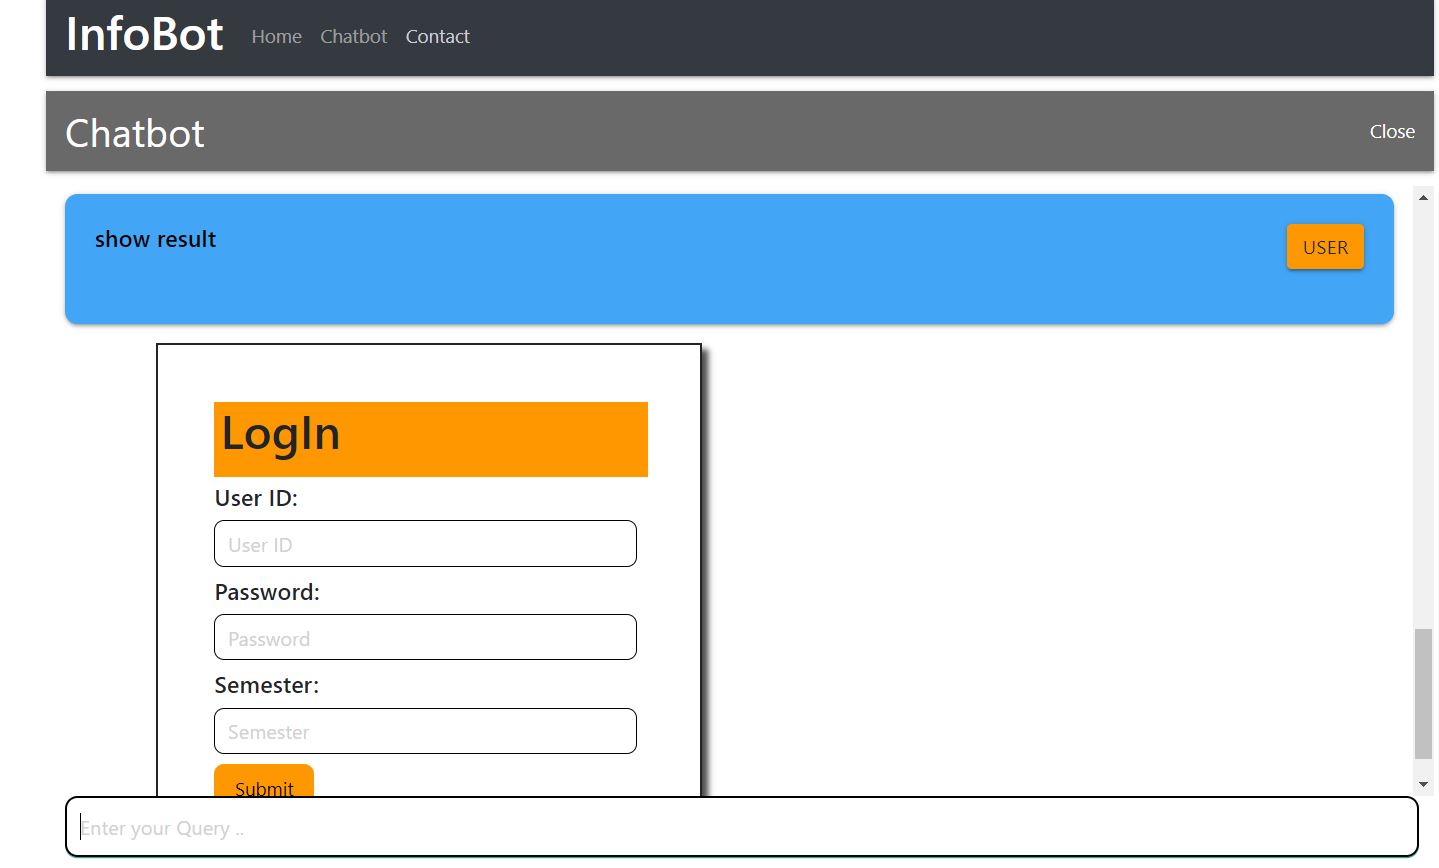 InfoBot Home Chatbot Contact
Chatbot Close
show result USER
LogIn
User ID:
User ID
Password:
Password
Semester:
Semester
Submit
Enter your Query ..